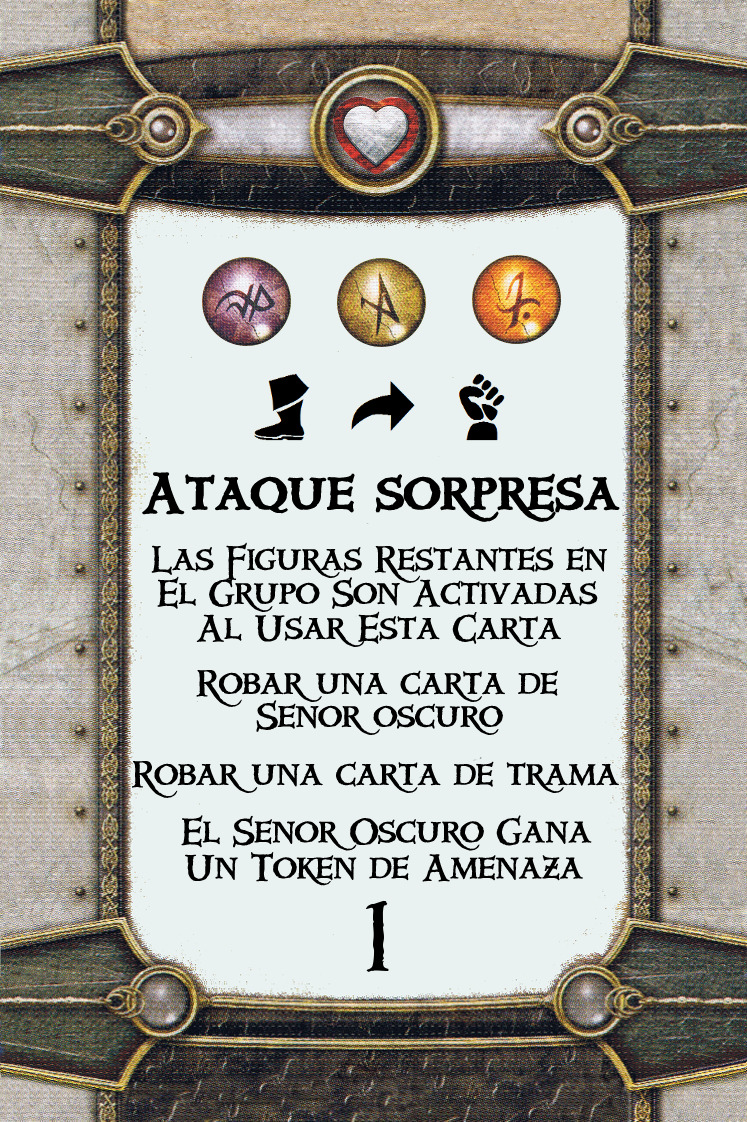 Ataque sorpresa
Las Figuras Restantes en
El Grupo Son Activadas
Al Usar Esta Carta
Robar una carta de
Senor oscuro
Robar una carta de trama
El Senor Oscuro Gana
Un Token de Amenaza
1